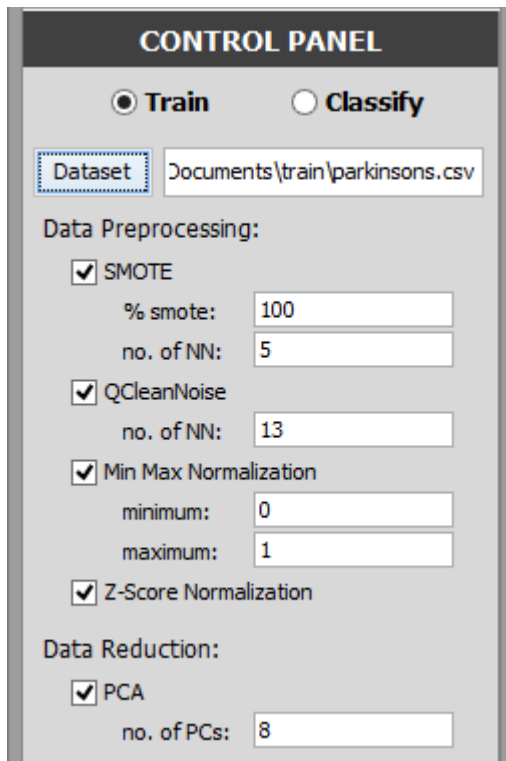 CONTROL PANEL
Train Classify
Dataset Documents\train\parkinsons.csv
Data Preprocessing:
SMOTE
% smote: 100
no. of NN: 5
QCleanNoise
no. of NN: 13
Min Max Normalization
minimum: 0
maximum: 1
Z-Score Normalization
Data Reduction:
PCA
no. of PCs: 8